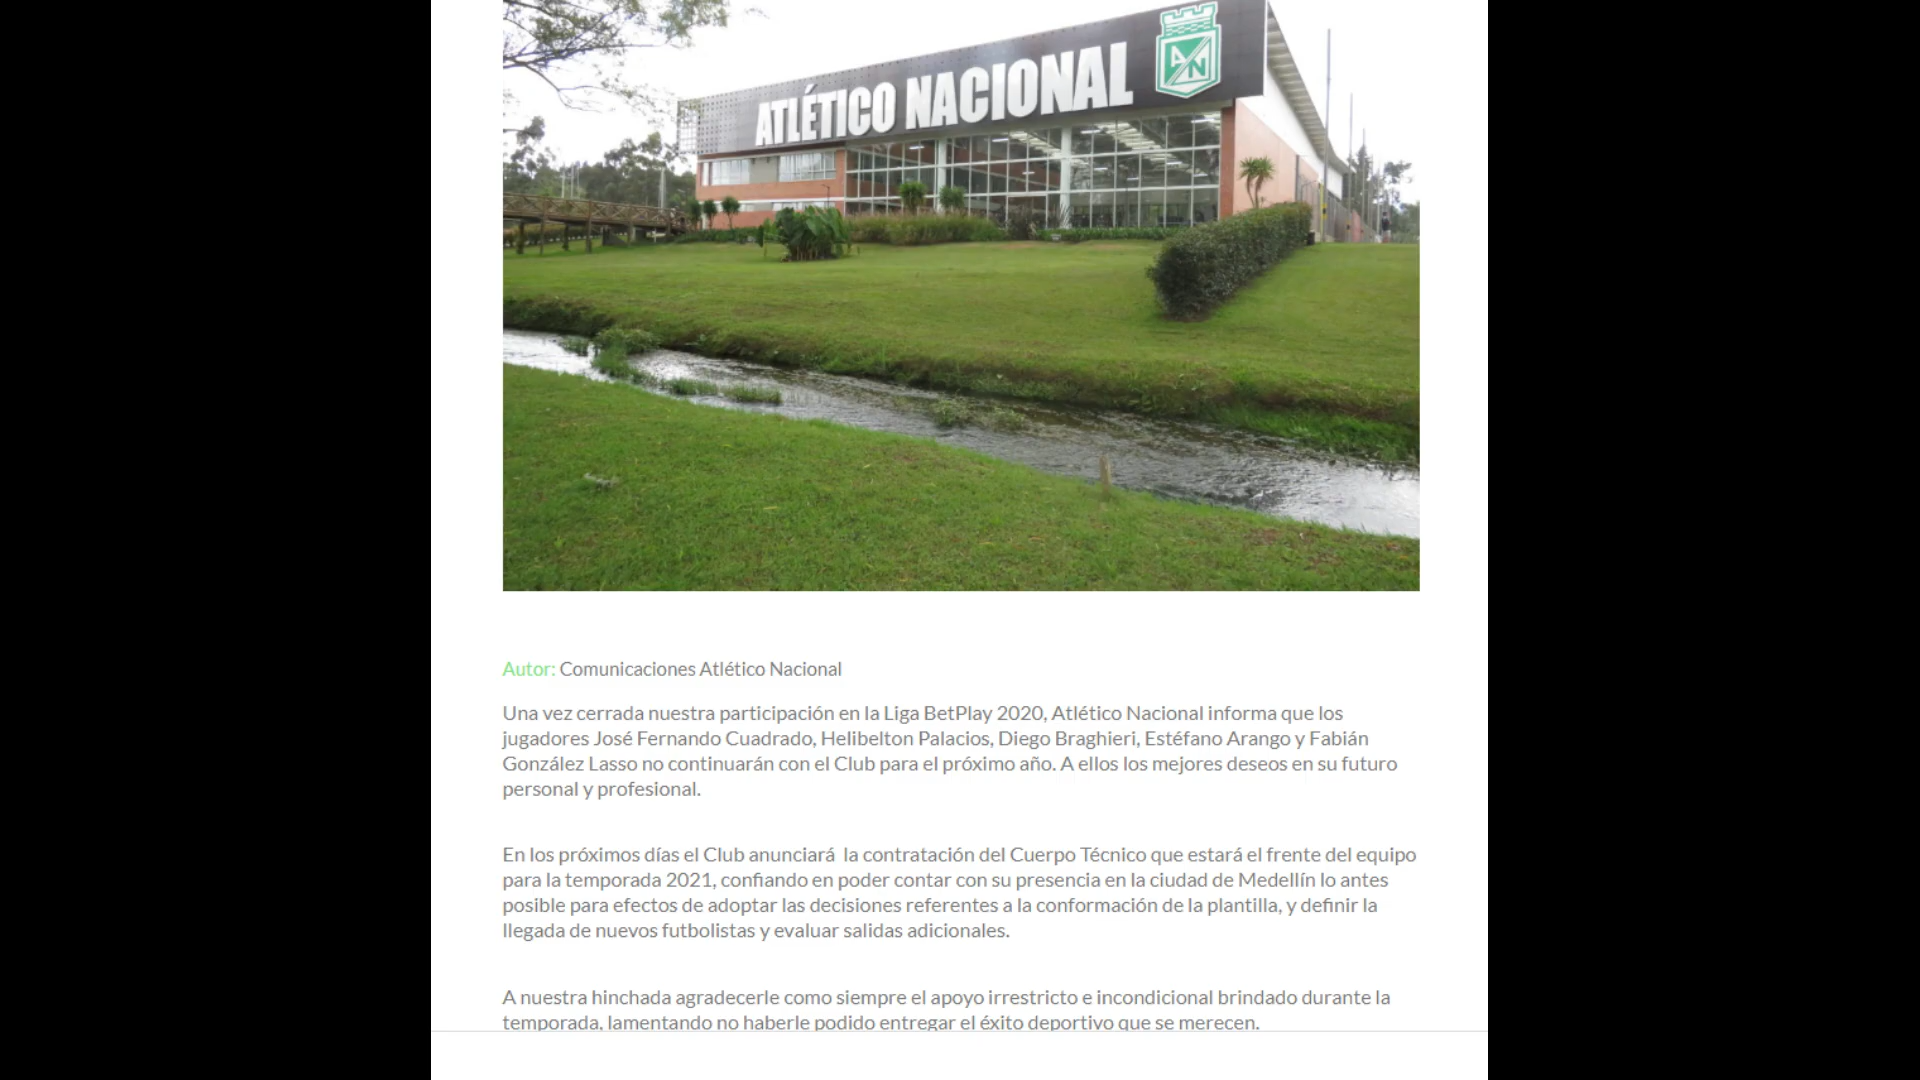 ATLÉTICO NACIONAL
AN
Autor: Comunicaciones Atlético Nacional
Una vez cerrada nuestra participación en la Liga BetPlay 2020, Atlético Nacional informa que los
jugadores José Fernando Cuadrado, Helibelton Palacios, Diego Braghieri, Estéfano Arango y Fabián
González Lasso no continuarán con el Club para el próximo año. A ellos los mejores deseos en su futuro
personal y profesional.
En los próximos días el Club anunciará  la contratación del Cuerpo Técnico que estará el frente del equipo
para la temporada 2021, confiando en poder contar con su presencia en la ciudad de Medellín lo antes
posible para efectos de adoptar las decisiones referentes a la conformación de la plantilla, y definir la
llegada de nuevos futbolistas y evaluar salidas adicionales.
A nuestra hinchada agradecerle como siempre el apoyo irrestricto e incondicional brindado durante la
temporada, lamentando no haberle podido entregar el éxito deportivo que se merecen.